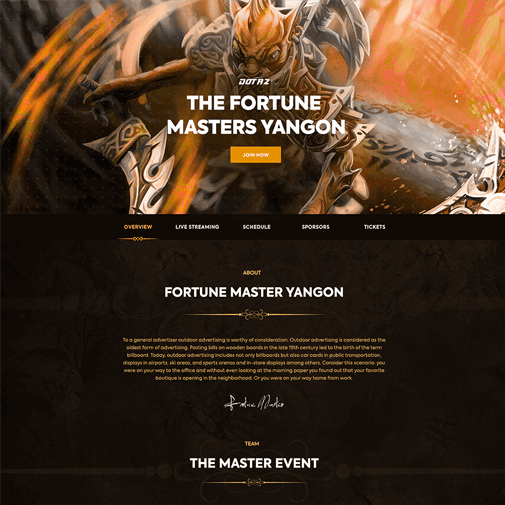 DOTA2
THE FORTUNE
MASTERS YANGON
JOIN NOW
OVERVIEW
LIVE STREAMING
SCHEDULE
SPORSORS
TICKETS
ABOUT
FORTUNE MASTER YANGON
To a general advertiser outdoor advertising is worthy of consideration. Outdoor advertising is considered as the
oldest form of advertising. Posting bills on wooden boards in the late 19th century led to the birth of the term
billboard. Today, outdoor advertising includes not only billboards but also car cards in public transportation,
displays in airports, ski areas, and sports arenas and in-store displays among others. Consider this scenario: you
were on your way to the office and without even looking at the morning paper you found out that your favorite
boutique is opening in the neighborhood. Or you were on your way home from work.
TEAM
THE MASTER EVENT